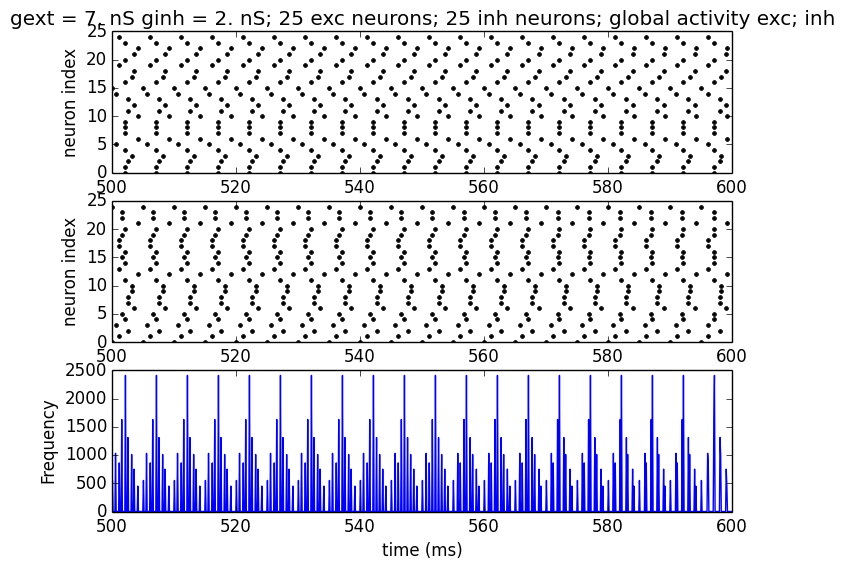 gext = 7. nS ginh = 2. nS; 25 exc neurons; 25 inh neurons; global activity exc; inh
25
20
15
10
5
0
neuron index
500 520 540 560 580 600
25
20
15
10
5
0
neuron index
500 520 540 560 580 600
2500
2000
1500
1000
500
0
Frequency
500 520 540 560 580 600
time (ms)